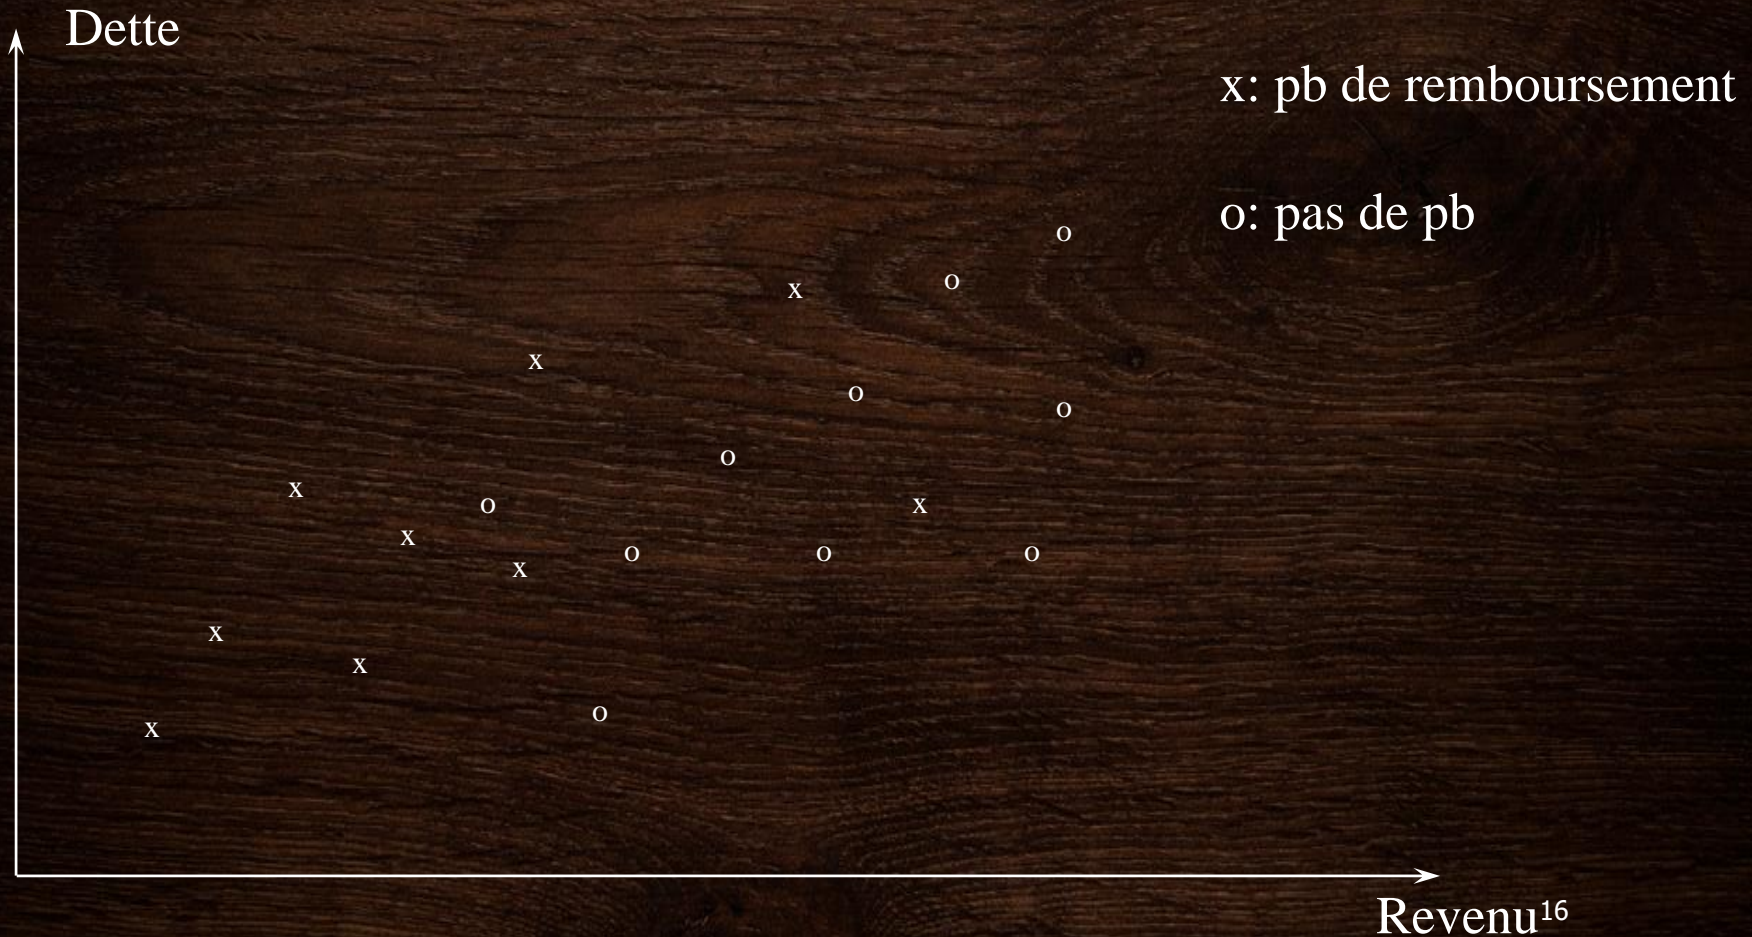 Dette
x: pb de remboursement
o: pas de pb
o
o
x
x
o
o
o
x
o
x
x
o
o
o
x
x
x
o
x
Revenu16